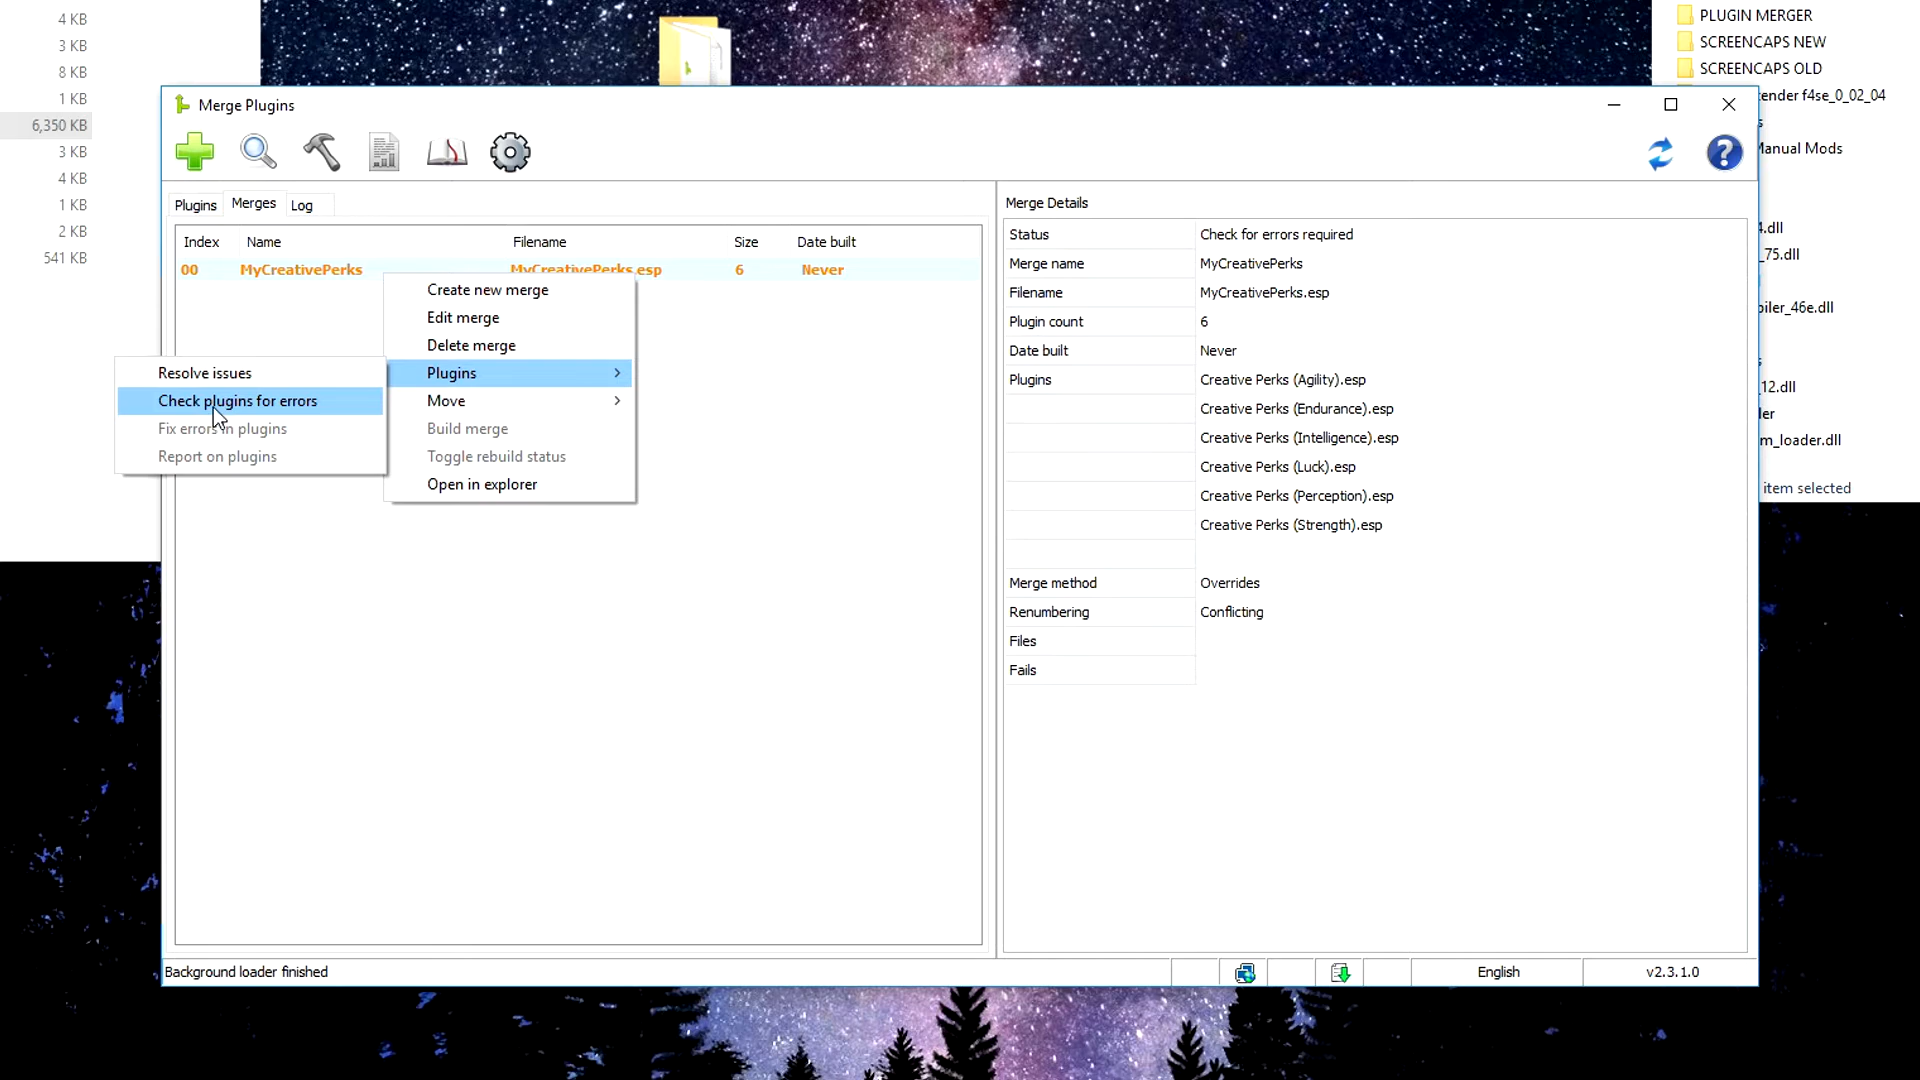 4 KB
3 KB
8 KB
1 KB
6,350 KB
3 KB
4 KB
1 KB
2 KB
541 KB
PLUGIN MERGER
SCREENCAPS NEW
SCREENCAPS OLD
ender f4se_0_02_04
s
Manual Mods
4.dll
_75.dll
piler_46e.dll
s
_12.dll
der
m_loader.dll
item selected
Merge Plugins
Plugins Merges Log
Index Name Filename Size Date built
00 MyCreativePerks MyCreativePerks.esp 6 Never
Create new merge
Edit merge
Delete merge
Plugins
Move
Build merge
Toggle rebuild status
Open in explorer
Resolve issues
Check plugins for errors
Fix errors in plugins
Report on plugins
Merge Details
Status Check for errors required
Merge name MyCreativePerks
Filename MyCreativePerks.esp
Plugin count 6
Date built Never
Plugins Creative Perks (Agility).esp
Creative Perks (Endurance).esp
Creative Perks (Intelligence).esp
Creative Perks (Luck).esp
Creative Perks (Perception).esp
Creative Perks (Strength).esp
Merge method Overrides
Renumbering Conflicting
Files
Fails
Background loader finished English v2.3.1.0